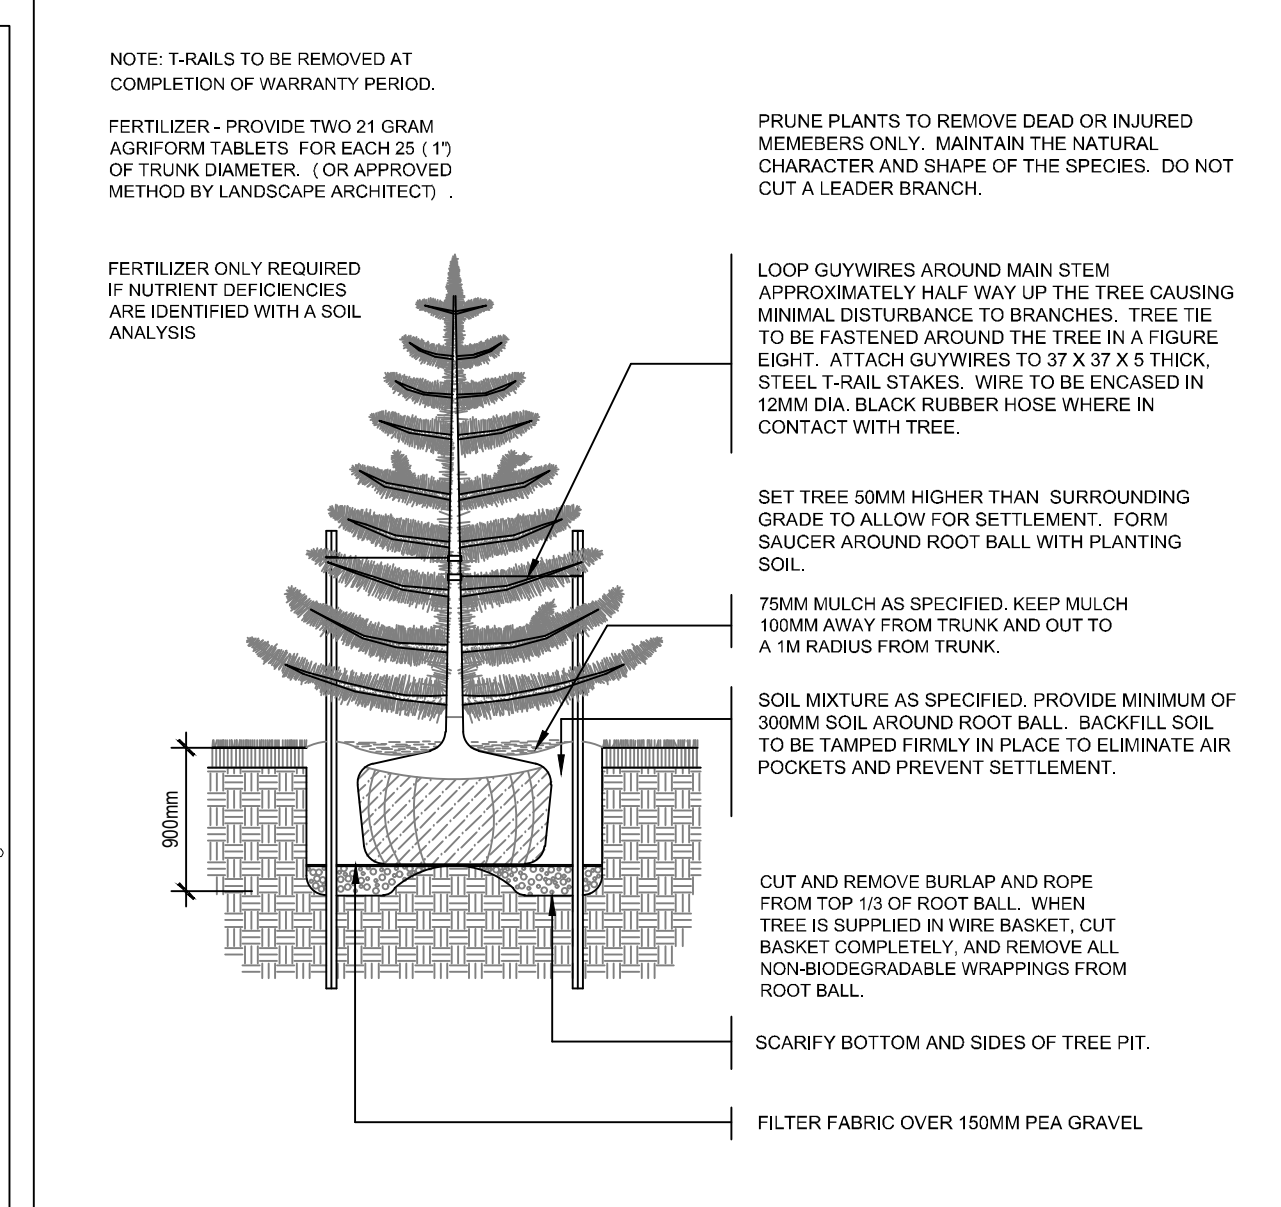 NOTE: T-RAILS TO BE REMOVED AT
COMPLETION OF WARRANTY PERIOD.
FERTILIZER - PROVIDE TWO 21 GRAM
AGRIFORM TABLETS FOR EACH 25 ( 1")
OF TRUNK DIAMETER. ( OR APPROVED
METHOD BY LANDSCAPE ARCHITECT) .
FERTILIZER ONLY REQUIRED
IF NUTRIENT DEFICIENCIES
ARE IDENTIFIED WITH A SOIL
ANALYSIS
900mm
PRUNE PLANTS TO REMOVE DEAD OR INJURED
MEMEBERS ONLY. MAINTAIN THE NATURAL
CHARACTER AND SHAPE OF THE SPECIES. DO NOT
CUT A LEADER BRANCH.
LOOP GUYWIRES AROUND MAIN STEM
APPROXIMATELY HALF WAY UP THE TREE CAUSING
MINIMAL DISTURBANCE TO BRANCHES. TREE TIE
TO BE FASTENED AROUND THE TREE IN A FIGURE
EIGHT. ATTACH GUYWIRES TO 37 X 37 X 5 THICK,
STEEL T-RAIL STAKES. WIRE TO BE ENCASED IN
12MM DIA. BLACK RUBBER HOSE WHERE IN
CONTACT WITH TREE.
SET TREE 50MM HIGHER THAN SURROUNDING
GRADE TO ALLOW FOR SETTLEMENT. FORM
SAUCER AROUND ROOT BALL WITH PLANTING
SOIL.
75MM MULCH AS SPECIFIED. KEEP MULCH
100MM AWAY FROM TRUNK AND OUT TO
A 1M RADIUS FROM TRUNK.
SOIL MIXTURE AS SPECIFIED. PROVIDE MINIMUM OF
300MM SOIL AROUND ROOT BALL. BACKFILL SOIL
TO BE TAMPED FIRMLY IN PLACE TO ELIMINATE AIR
POCKETS AND PREVENT SETTLEMENT.
CUT AND REMOVE BURLAP AND ROPE
FROM TOP 1/3 OF ROOT BALL. WHEN
TREE IS SUPPLIED IN WIRE BASKET, CUT
BASKET COMPLETELY, AND REMOVE ALL
NON-BIODEGRADABLE WRAPPINGS FROM
ROOT BALL.
SCARIFY BOTTOM AND SIDES OF TREE PIT.
FILTER FABRIC OVER 150MM PEA GRAVEL